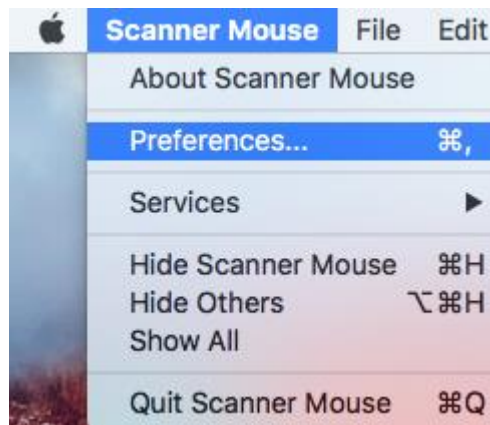 Scanner Mouse File Edit
About Scanner Mouse
Preferences... ⌘,
Services ▶
Hide Scanner Mouse ⌘H
Hide Others ⌥⌘H
Show All
Quit Scanner Mouse ⌘Q